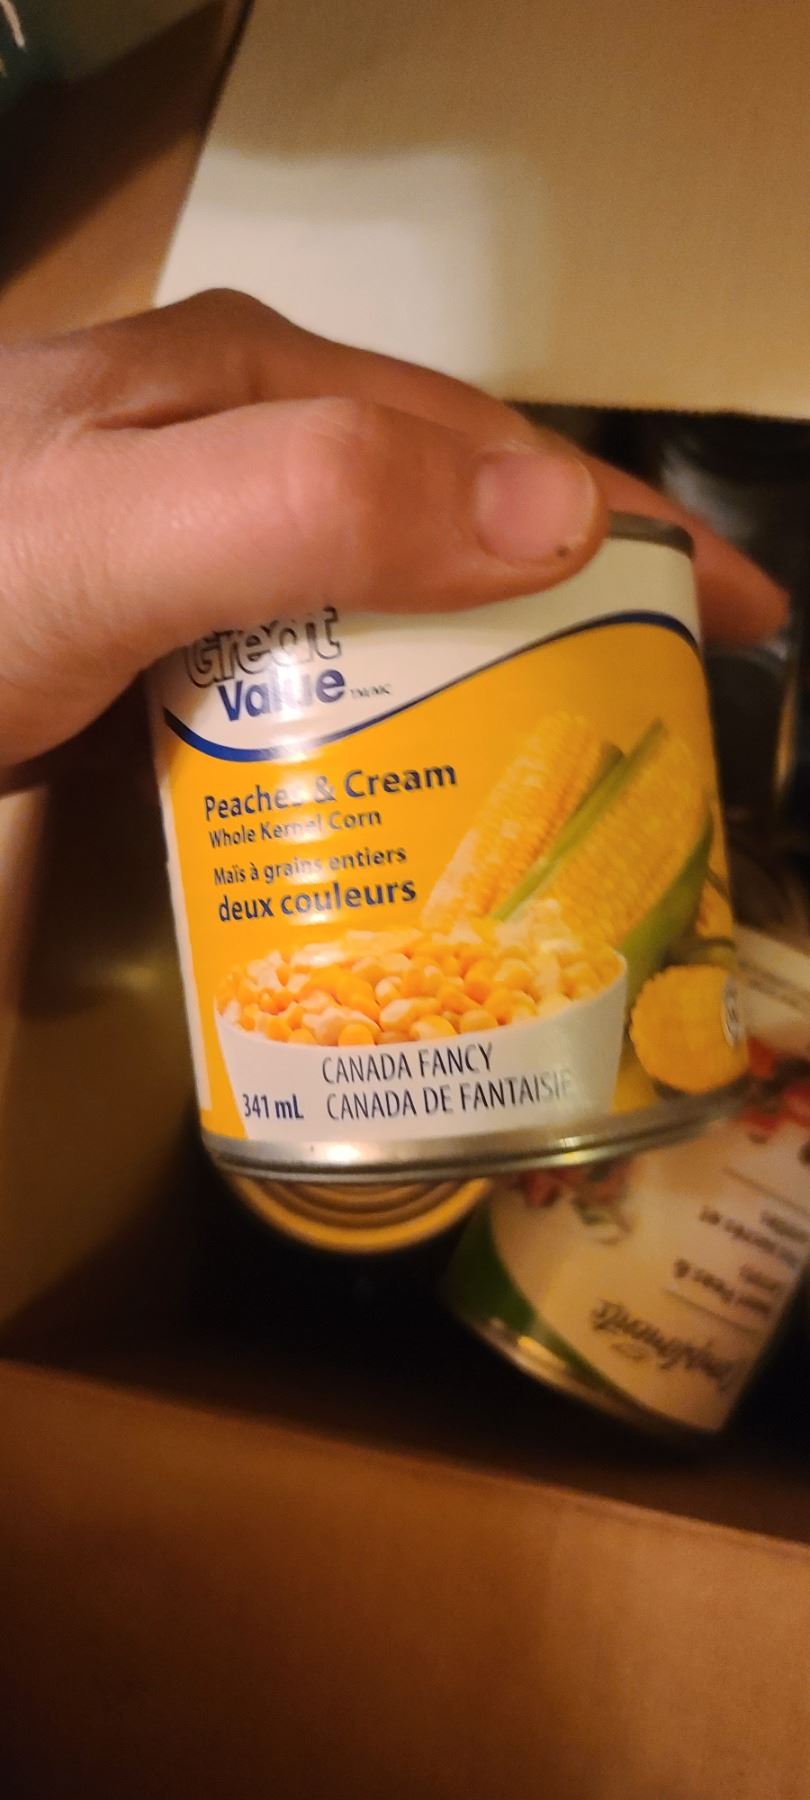 Great
Value TM/MC
Peaches & Cream
Whole Kernel Corn
Maïs à grains entiers
deux couleurs
CANADA FANCY
341 mL CANADA DE FANTAISIE
Compliments